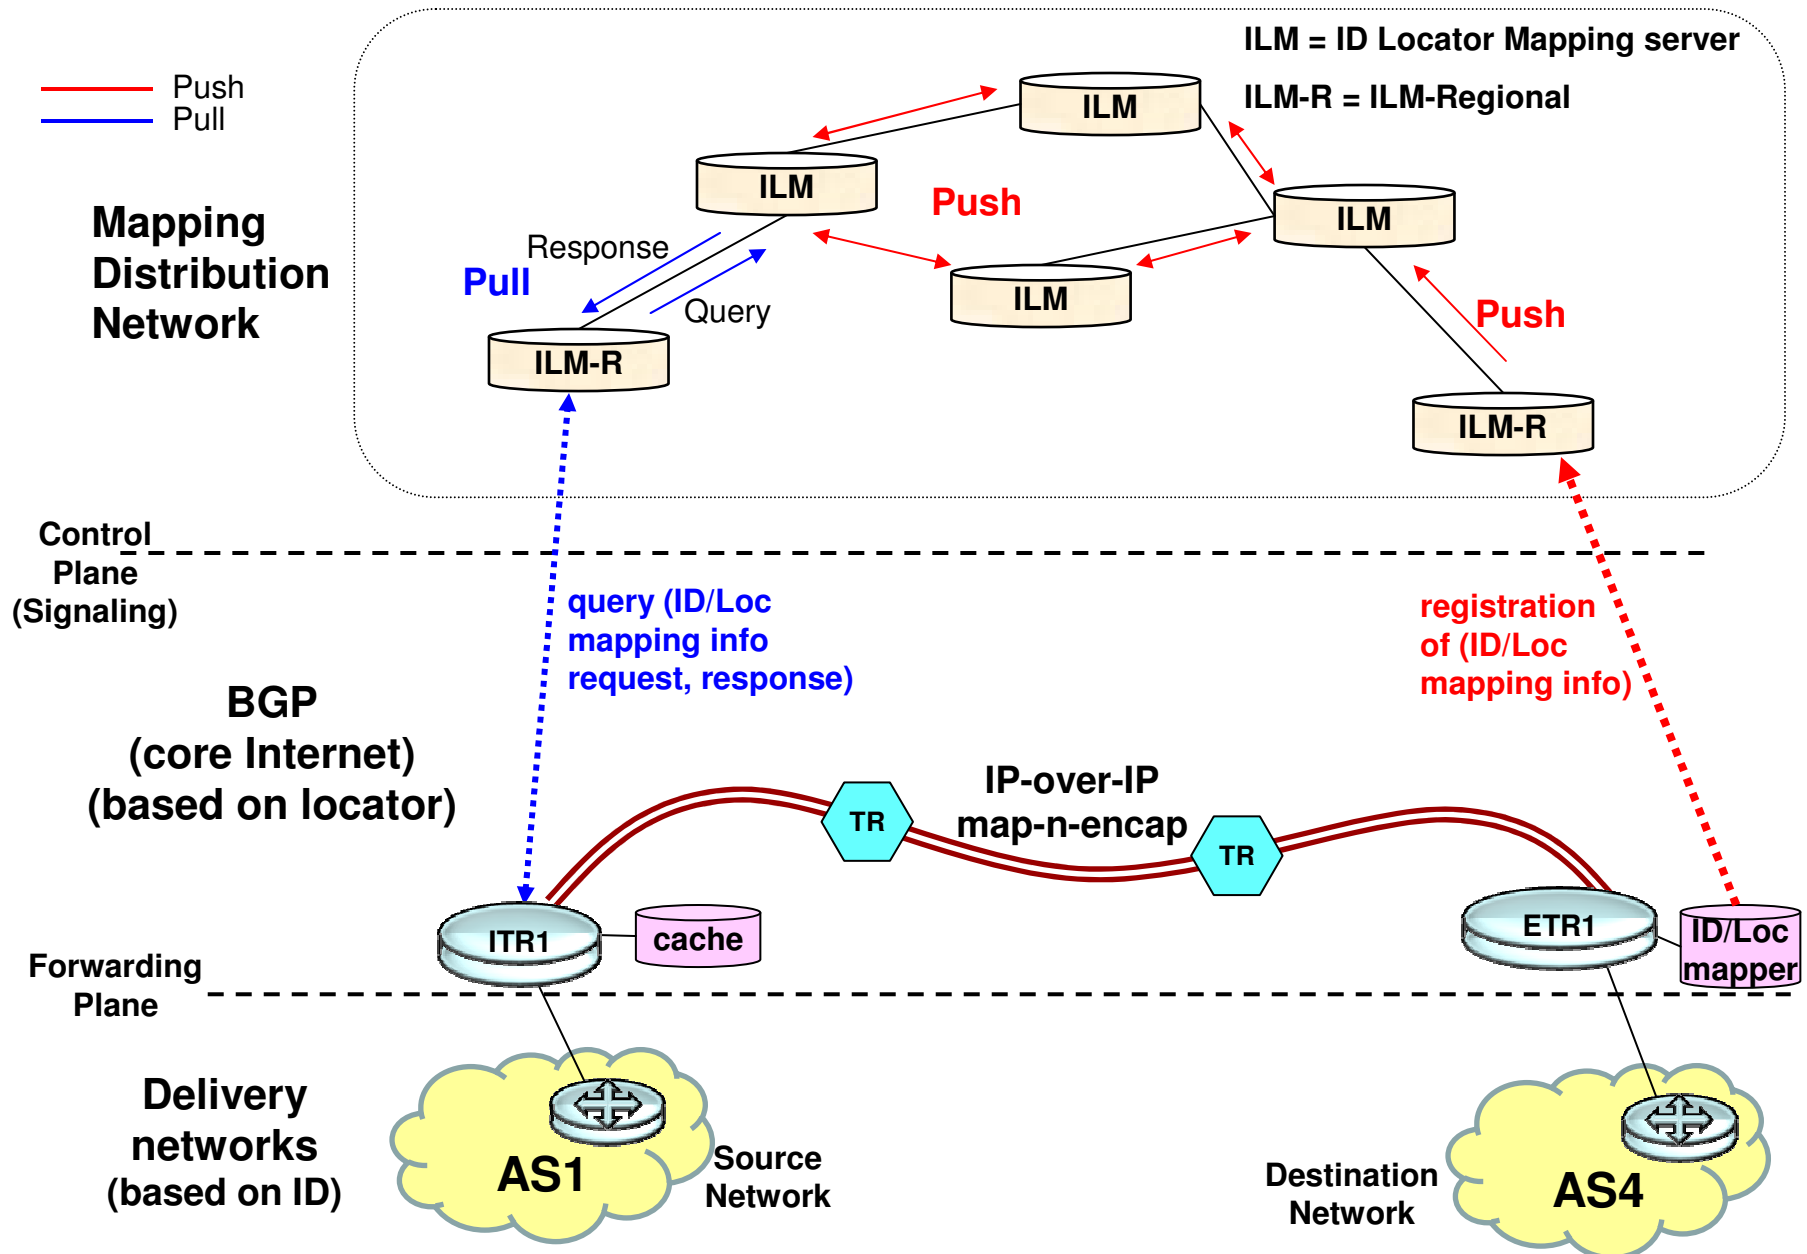 ILM = ID Locator Mapping server
ILM-R = ILM-Regional
Push
Pull
ILM
ILM
Push
ILM
ILM
Mapping
Distribution
Network
Response
Pull
Query
Push
ILM-R
ILM-R
Control
Plane
(Signaling)
query (ID/Loc
mapping info
request, response)
registration
of (ID/Loc
mapping info)
BGP
(core Internet)
(based on locator)
IP-over-IP
map-n-encap
TR
TR
ITR1
cache
ETR1
ID/Loc
mapper
Forwarding
Plane
Delivery
networks
(based on ID)
AS1
Source
Network
Destination
Network
AS4